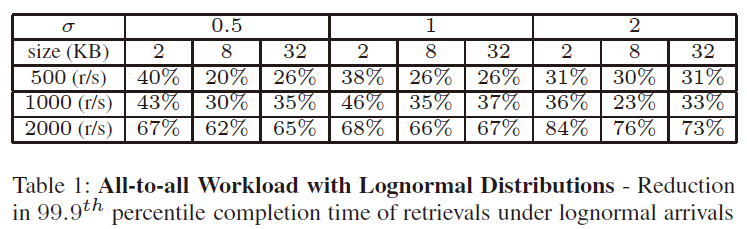 σ 0.5 1 2
size (KB) 2 8 32 2 8 32 2 8 32
500 (r/s) 40% 20% 26% 38% 26% 26% 31% 30% 31%
1000 (r/s) 43% 30% 35% 46% 35% 37% 36% 23% 33%
2000 (r/s) 67% 62% 65% 68% 66% 67% 84% 76% 73%
Table 1: All-to-all Workload with Lognormal Distributions - Reduction
in 99.9th percentile completion time of retrievals under lognormal arrivals